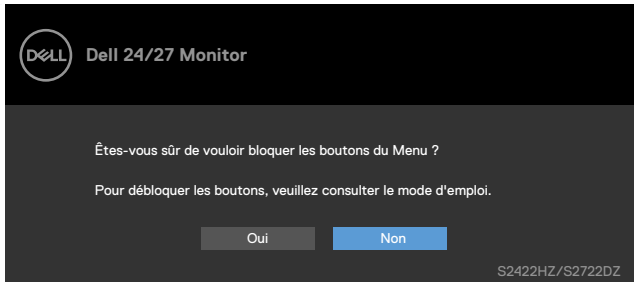 DELL Dell 24/27 Monitor
Êtes-vous sûr de vouloir bloquer les boutons du Menu ?
Pour débloquer les boutons, veuillez consulter le mode d'emploi.
Oui Non
S2422HZ/S2722DZ